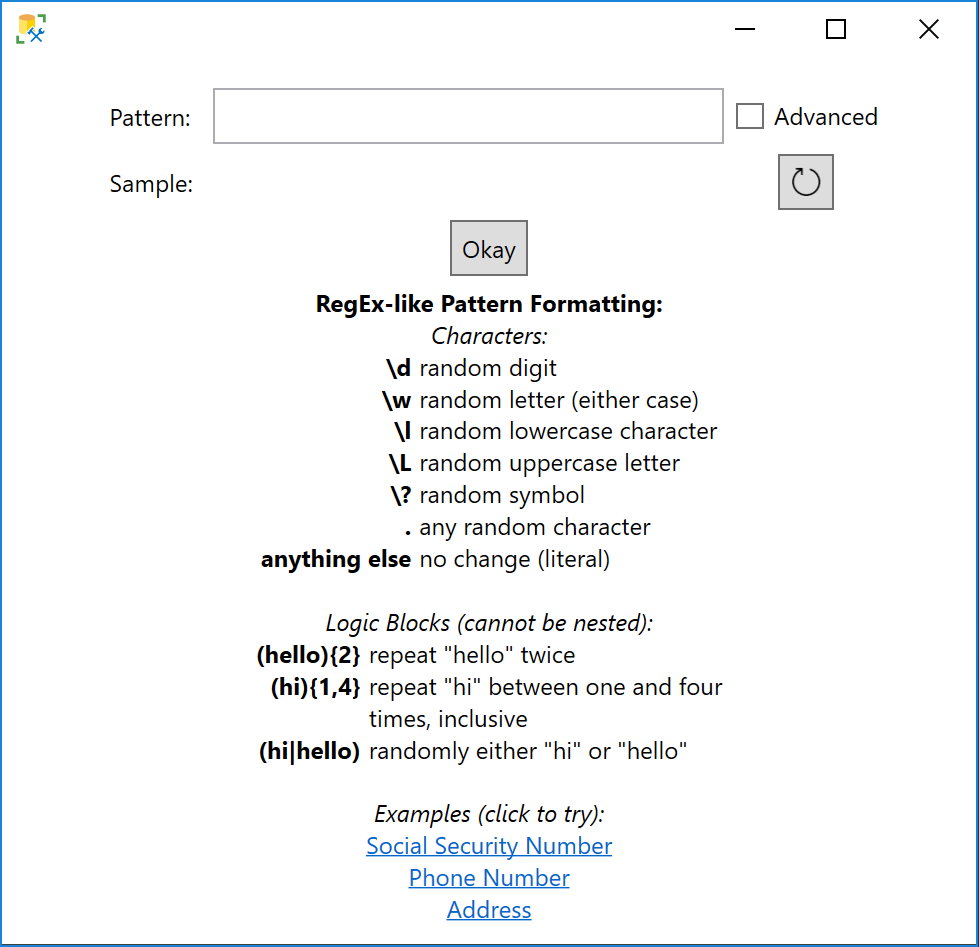 Pattern:
Advanced
Sample:
Okay
RegEx-like Pattern Formatting:
Characters:
\d random digit
\w random letter (either case)
\l random lowercase character
\L random uppercase letter
\? random symbol
. any random character
anything else no change (literal)
Logic Blocks (cannot be nested):
(hello){2} repeat "hello" twice
(hi){1,4} repeat "hi" between one and four
times, inclusive
(hi|hello) randomly either "hi" or "hello"
Examples (click to try):
Social Security Number
Phone Number
Address